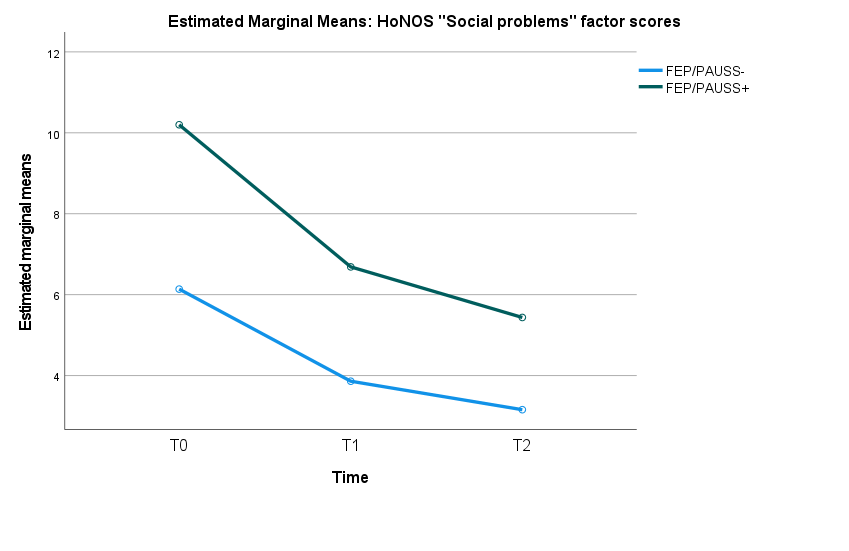 Estimated Marginal Means: HoNOS "Social problems" factor scores
12
FEP/PAUSS-
FEP/PAUSS+
10
8
6
4
Estimated marginal means
T0 T1 T2
Time